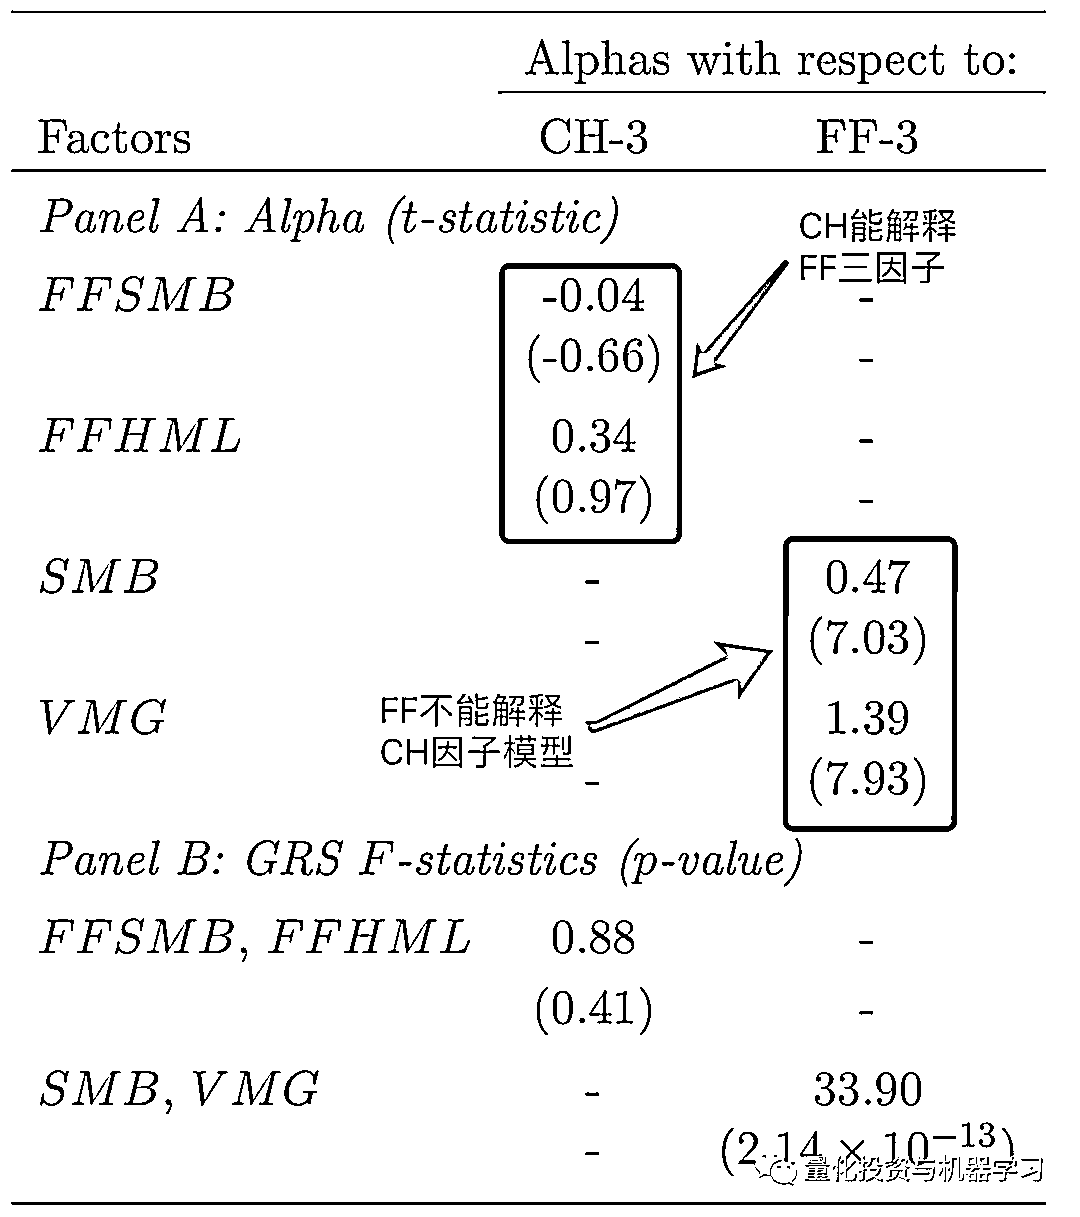 Alphas with respect to:
Factors CH-3 FF-3
Panel A: Alpha (t-statistic)
CH能解释
FF三因子
FFSMB -0.04 -
(-0.66) -
FFHML 0.34 -
(0.97) -
SMB - 0.47
- (7.03)
VMG - 1.39
- (7.93)
FF不能解释
CH因子模型
Panel B: GRS F-statistics (p-value)
FFSMB, FFHML 0.88 -
(0.41) -
SMB, VMG - 33.90
- (2.14 × 10⁻¹³)
量化投资与机器学习